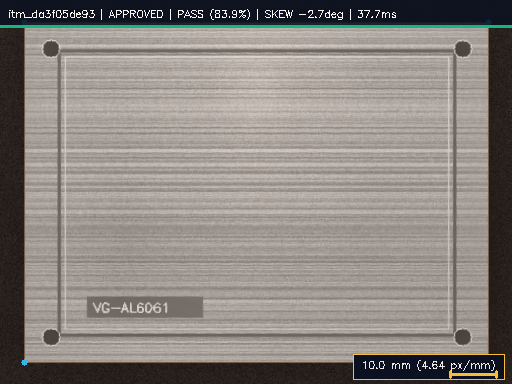 itm_da3f05de93 | APPROVED | PASS (83.9%) | SKEW -2.7deg | 37.7ms
VG-AL6061
10.0 mm (4.64 px/mm)